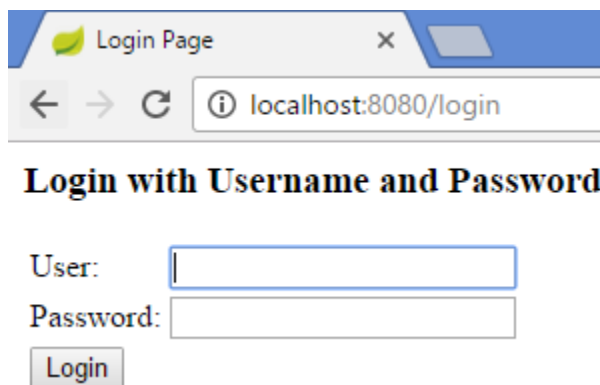 Login Page
localhost:8080/login
Login with Username and Password
User:
Password:
Login